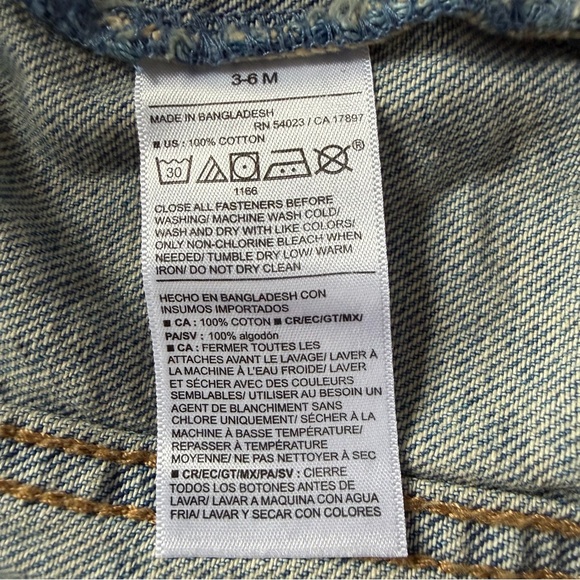 3-6 M
MADE IN BANGLADESH
RN 54023 / CA 17897
■ US : 100% COTTON
30 ®
1166
CLOSE ALL FASTENERS BEFORE
WASHING/ MACHINE WASH COLD/
WASH AND DRY WITH LIKE COLORS/
ONLY NON-CHLORINE BLEACH WHEN
NEEDED/ TUMBLE DRY LOW/ WARM
IRON/ DO NOT DRY CLEAN
HECHO EN BANGLADESH CON
INSUMOS IMPORTADOS
■ CA : 100% COTON ■ CR/EC/GT/MX/
PA/SV : 100% algodón
■ CA : FERMER TOUTES LES
ATTACHES AVANT LE LAVAGE/ LAVER À
LA MACHINE À L'EAU FROIDE/ LAVER
ET SÉCHER AVEC DES COULEURS
SEMBLABLES/ UTILISER AU BESOIN UN
AGENT DE BLANCHIMENT SANS
CHLORE UNIQUEMENT/ SÉCHER À LA
MACHINE À BASSE TEMPÉRATURE/
REPASSER À TEMPÉRATURE
MOYENNE/ NE PAS NETTOYER À SEC
■ CR/EC/GT/MX/PA/SV : CIERRE
TODOS LOS BOTONES ANTES DE
LAVAR/ LAVAR A MAQUINA CON AGUA
FRIA/ LAVAR Y SECAR CON COLORES